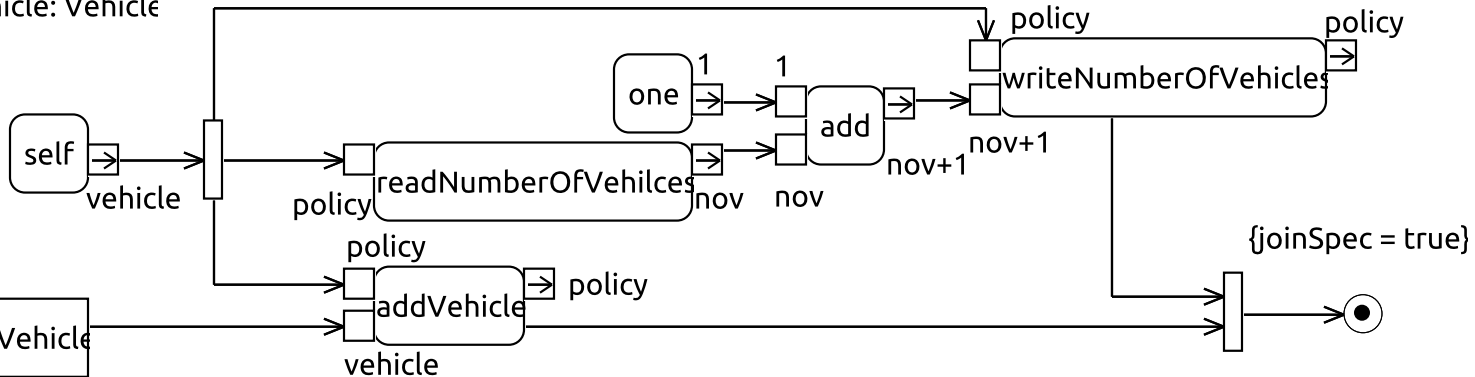 icle: Vehicle
policy
policy
writeNumberOfVehicles
nov+1
one
1
1
add
nov+1
self
vehicle
policy
readNumberOfVehilces
nov
nov
policy
addVehicle
policy
vehicle
Vehicle
{joinSpec = true}